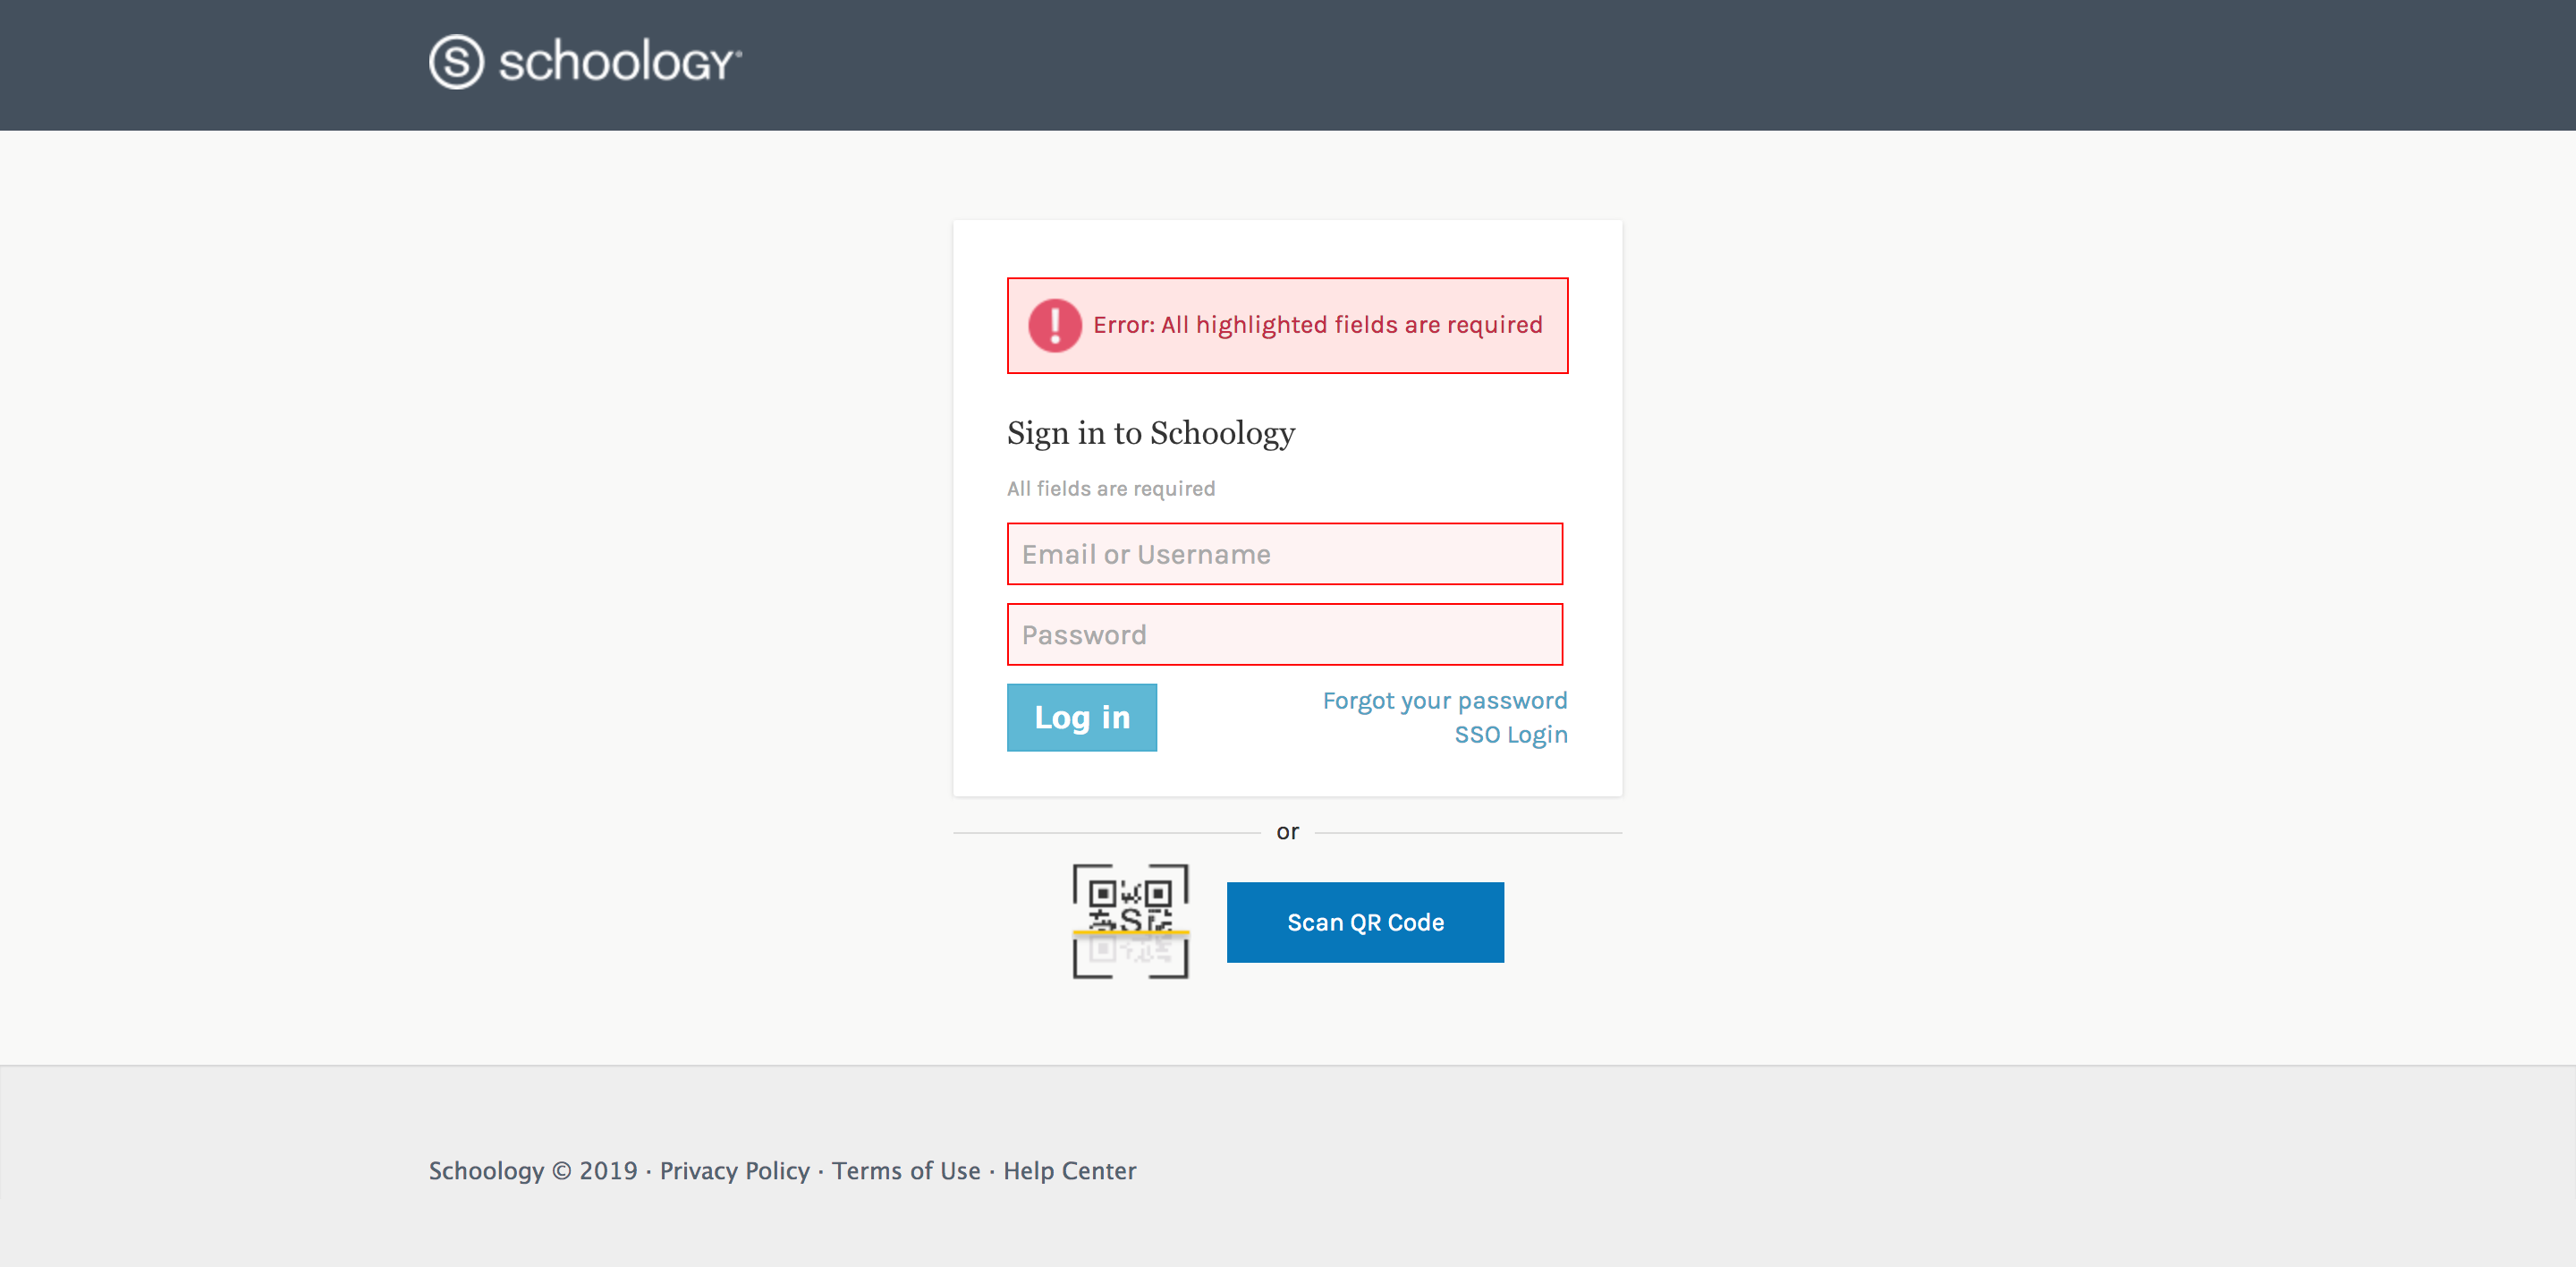 schoology
Error: All highlighted fields are required
Sign in to Schoology
All fields are required
Email or Username
Password
Log in
Forgot your password
SSO Login
or
Scan QR Code
Schoology © 2019 · Privacy Policy · Terms of Use · Help Center